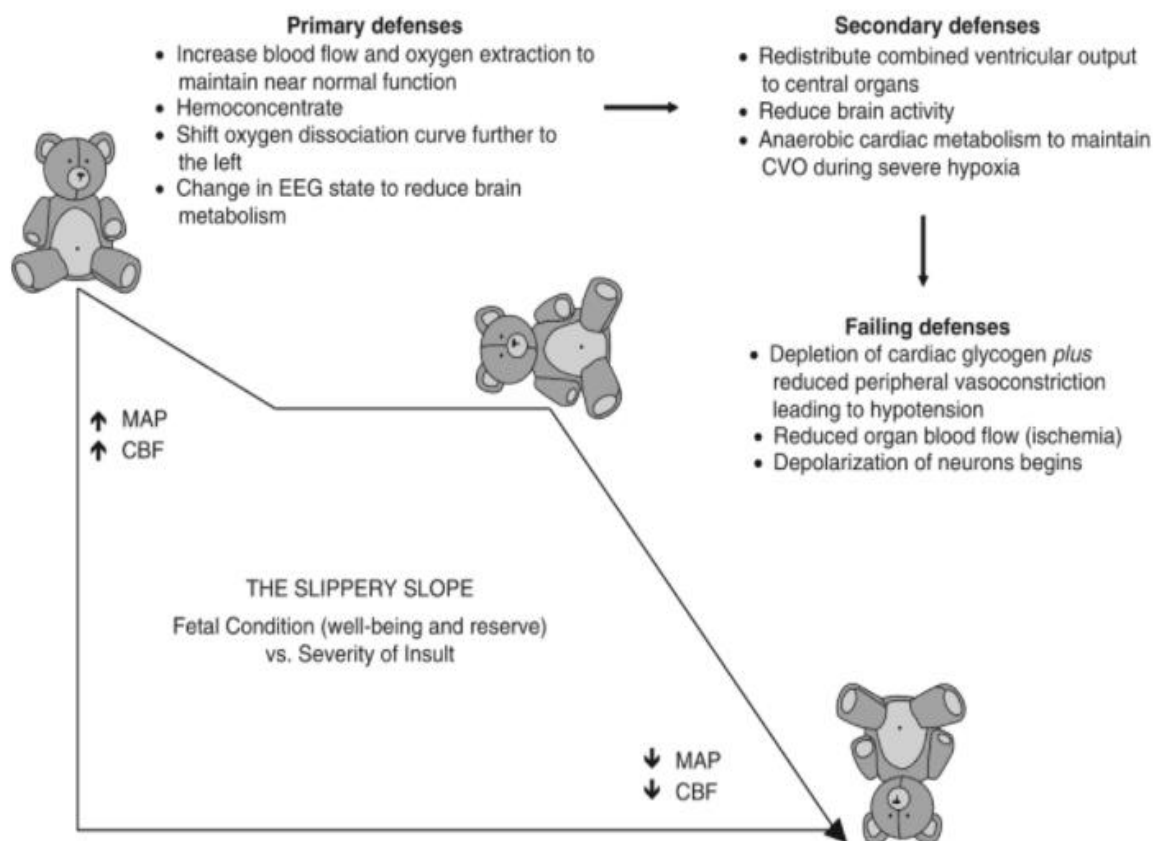 Primary defenses
• Increase blood flow and oxygen extraction to
maintain near normal function
• Hemoconcentrate
• Shift oxygen dissociation curve further to
the left
• Change in EEG state to reduce brain
metabolism
Secondary defenses
• Redistribute combined ventricular output
to central organs
• Reduce brain activity
• Anaerobic cardiac metabolism to maintain
CVO during severe hypoxia
Failing defenses
• Depletion of cardiac glycogen plus
reduced peripheral vasoconstriction
leading to hypotension
• Reduced organ blood flow (ischemia)
• Depolarization of neurons begins
↑ MAP
↑ CBF
THE SLIPPERY SLOPE
Fetal Condition (well-being and reserve)
vs. Severity of Insult
↓ MAP
↓ CBF